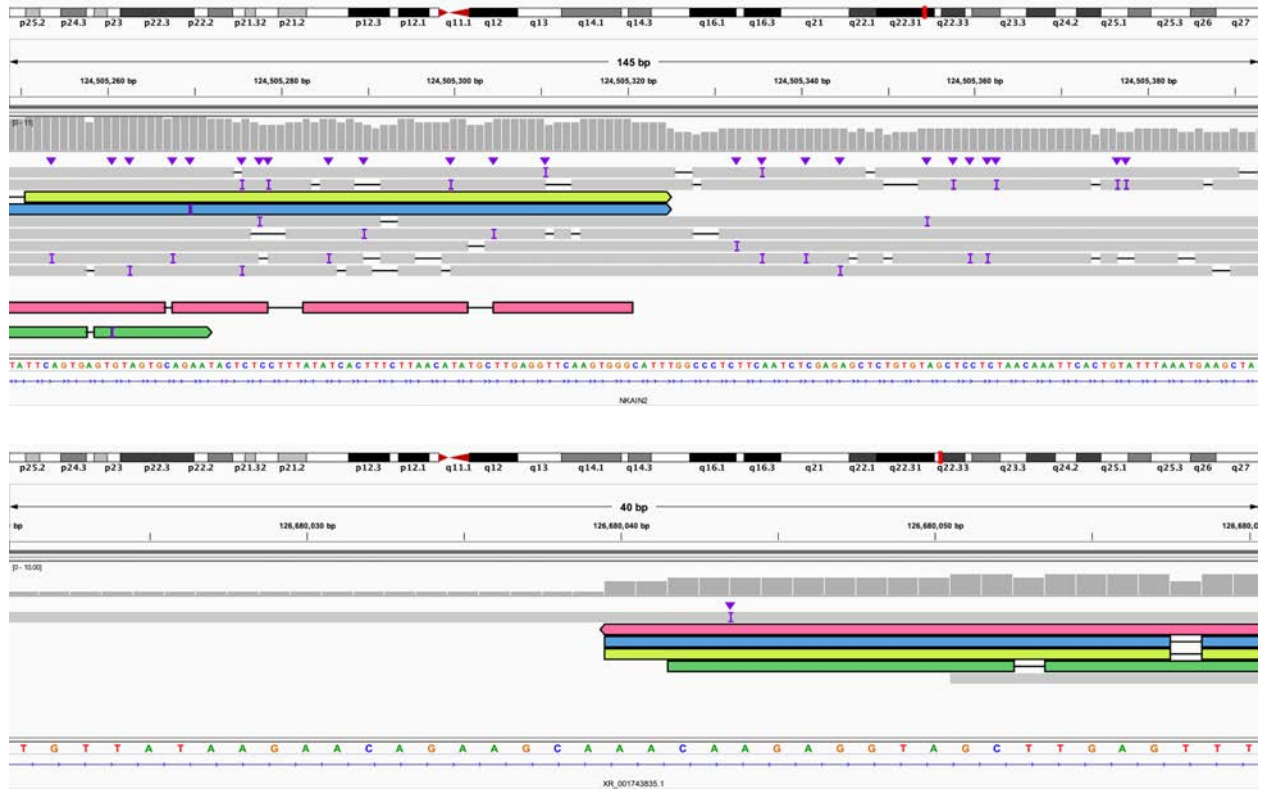 p25.2 p24.3 p23 p22.3 p22.2 p21.32 p21.2 p12.3 p12.1 q11.1 q12 q13 q14.1 q14.3 q16.1 q16.3 q21 q22.1 q22.31 q22.33 q23.3 q24.2 q25.1 q25.3 q26 q27
145 bp
124,505,260 bp 124,505,280 bp 124,505,300 bp 124,505,320 bp 124,505,340 bp 124,505,360 bp 124,505,380 bp
[0 - 11]
TATTCAGTGAGTGTAGTGCAGAATACTCTCCTTTATATCACTTTCTTAACATATGCTTGAGGTTCAAGTGGGCATTTGGCCCTCTTCAATCTCGAGAGCTCTGTGTAGCTCCTCTAACAAATTCACTGTATTTAAATGAAGCTA
NKAIN2
p25.2 p24.3 p23 p22.3 p22.2 p21.32 p21.2 p12.3 p12.1 q11.1 q12 q13 q14.1 q14.3 q16.1 q16.3 q21 q22.1 q22.31 q22.33 q23.3 q24.2 q25.1 q25.3 q26 q27
40 bp
bp 126,680,030 bp 126,680,040 bp 126,680,050 bp 126,680,0
[0 - 10.00]
T G T T A T A A G A A C A G A A G C A A A C A A G A G G T A G C T T G A G T T T
XR_001743835.1